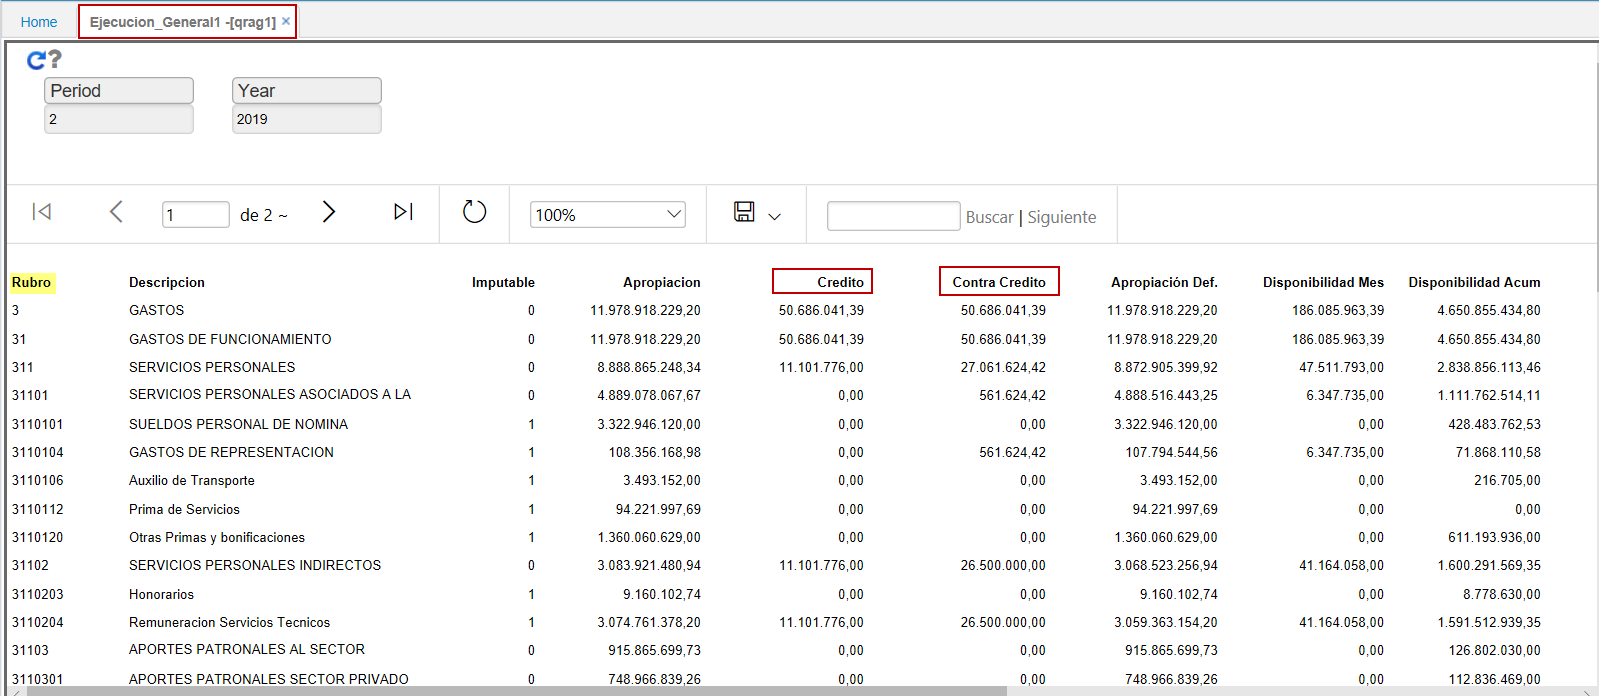 Home Ejecucion_General1 -[qrag1] ×
?
Period Year
2 2019
1 de 2 ~ 100% Buscar | Siguiente
Rubro Descripcion Imputable Apropiacion Credito Contra Credito Apropiación Def. Disponibilidad Mes Disponibilidad Acum
3 GASTOS 0 11.978.918.229,20 50.686.041,39 50.686.041,39 11.978.918.229,20 186.085.963,39 4.650.855.434,80
31 GASTOS DE FUNCIONAMIENTO 0 11.978.918.229,20 50.686.041,39 50.686.041,39 11.978.918.229,20 186.085.963,39 4.650.855.434,80
311 SERVICIOS PERSONALES 0 8.888.865.248,34 11.101.776,00 27.061.624,42 8.872.905.399,92 47.511.793,00 2.838.856.113,46
31101 SERVICIOS PERSONALES ASOCIADOS A LA 0 4.889.078.067,67 0,00 561.624,42 4.888.516.443,25 6.347.735,00 1.111.762.514,11
3110101 SUELDOS PERSONAL DE NOMINA 1 3.322.946.120,00 0,00 0,00 3.322.946.120,00 0,00 428.483.762,53
3110104 GASTOS DE REPRESENTACION 1 108.356.168,98 0,00 561.624,42 107.794.544,56 6.347.735,00 71.868.110,58
3110106 Auxilio de Transporte 1 3.493.152,00 0,00 0,00 3.493.152,00 0,00 216.705,00
3110112 Prima de Servicios 1 94.221.997,69 0,00 0,00 94.221.997,69 0,00 0,00
3110120 Otras Primas y bonificaciones 1 1.360.060.629,00 0,00 0,00 1.360.060.629,00 0,00 611.193.936,00
31102 SERVICIOS PERSONALES INDIRECTOS 0 3.083.921.480,94 11.101.776,00 26.500.000,00 3.068.523.256,94 41.164.058,00 1.600.291.569,35
3110203 Honorarios 1 9.160.102,74 0,00 0,00 9.160.102,74 0,00 8.778.630,00
3110204 Remuneracion Servicios Tecnicos 1 3.074.761.378,20 11.101.776,00 26.500.000,00 3.059.363.154,20 41.164.058,00 1.591.512.939,35
31103 APORTES PATRONALES AL SECTOR 0 915.865.699,73 0,00 0,00 915.865.699,73 0,00 126.802.030,00
3110301 APORTES PATRONALES SECTOR PRIVADO 0 748.966.839,26 0,00 0,00 748.966.839,26 0,00 112.836.469,00